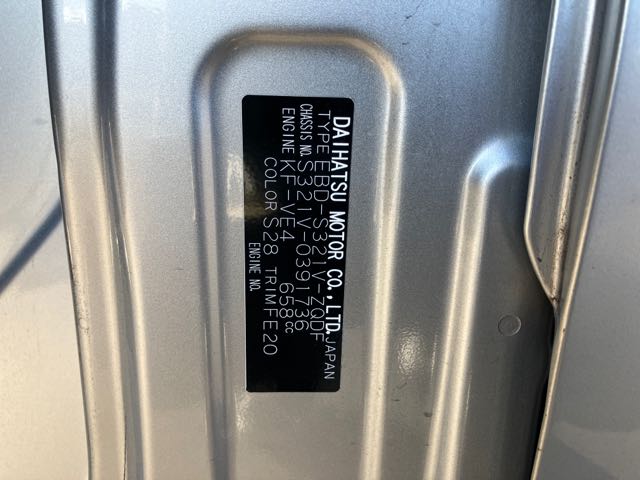 DAIHATSU MOTOR CO., LTD. JAPAN
TYPE EBD-S321V-ZQDF
CHASSIS NO. S321V-0391736
ENGINE KF-VE4 658cc
COLOR S28 TRIM FE20
ENGINE NO.